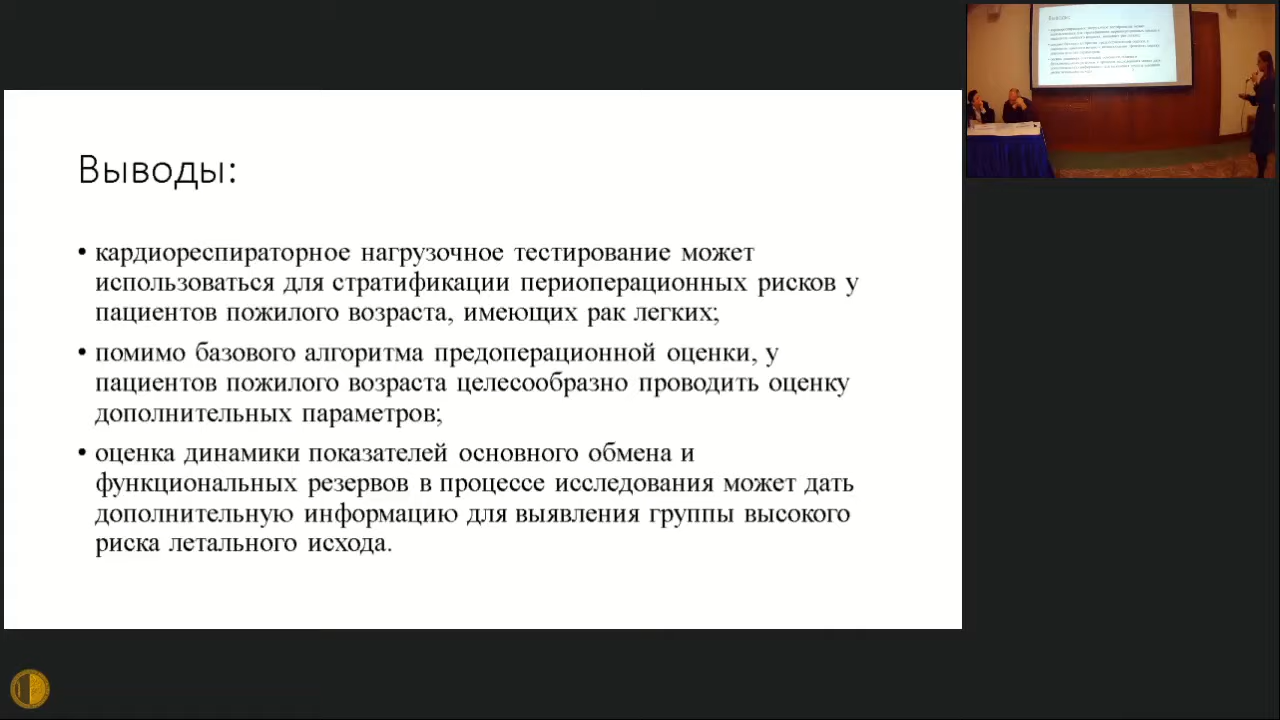 Выводы:
• кардиореспираторное нагрузочное тестирование может
использоваться для стратификации периоперационных рисков у
пациентов пожилого возраста, имеющих рак легких;
• помимо базового алгоритма предоперационной оценки, у
пациентов пожилого возраста целесообразно проводить оценку
дополнительных параметров;
• оценка динамики показателей основного обмена и
функциональных резервов в процессе исследования может дать
дополнительную информацию для выявления группы высокого
риска летального исхода.
Выводы: